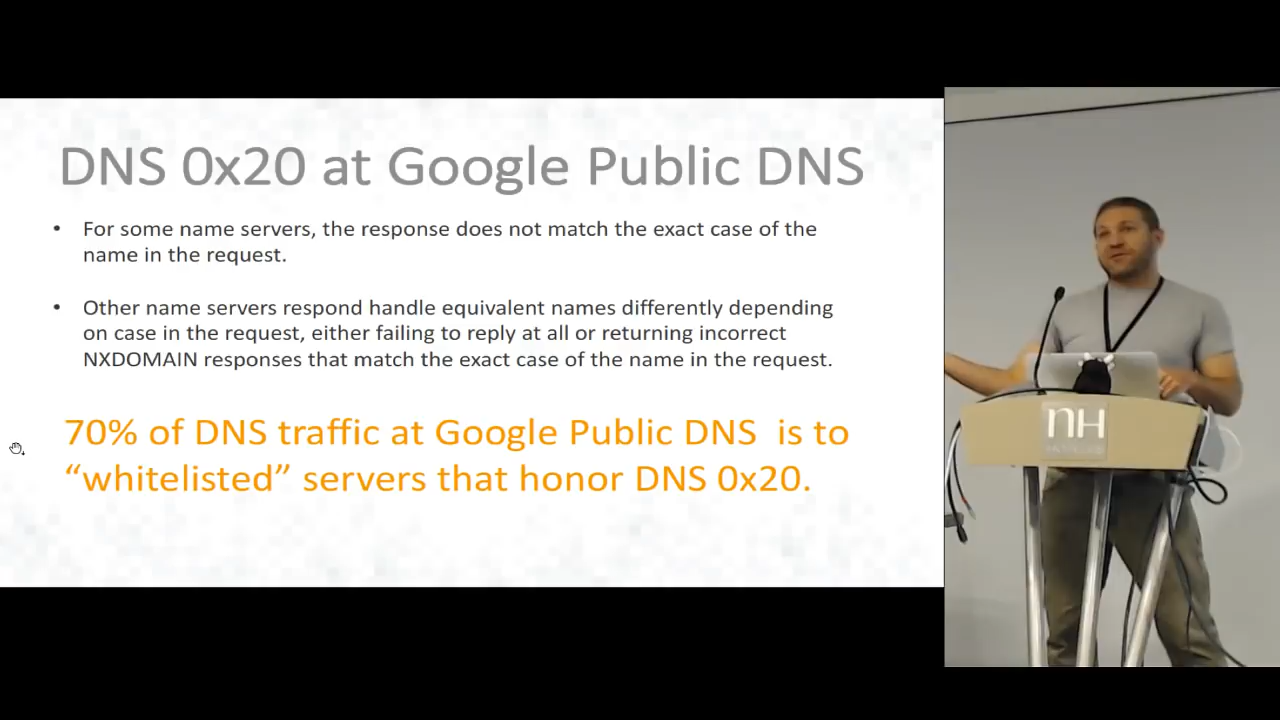 DNS 0x20 at Google Public DNS
• For some name servers, the response does not match the exact case of the
name in the request.
• Other name servers respond handle equivalent names differently depending
on case in the request, either failing to reply at all or returning incorrect
NXDOMAIN responses that match the exact case of the name in the request.
70% of DNS traffic at Google Public DNS is to
“whitelisted” servers that honor DNS 0x20.
nH